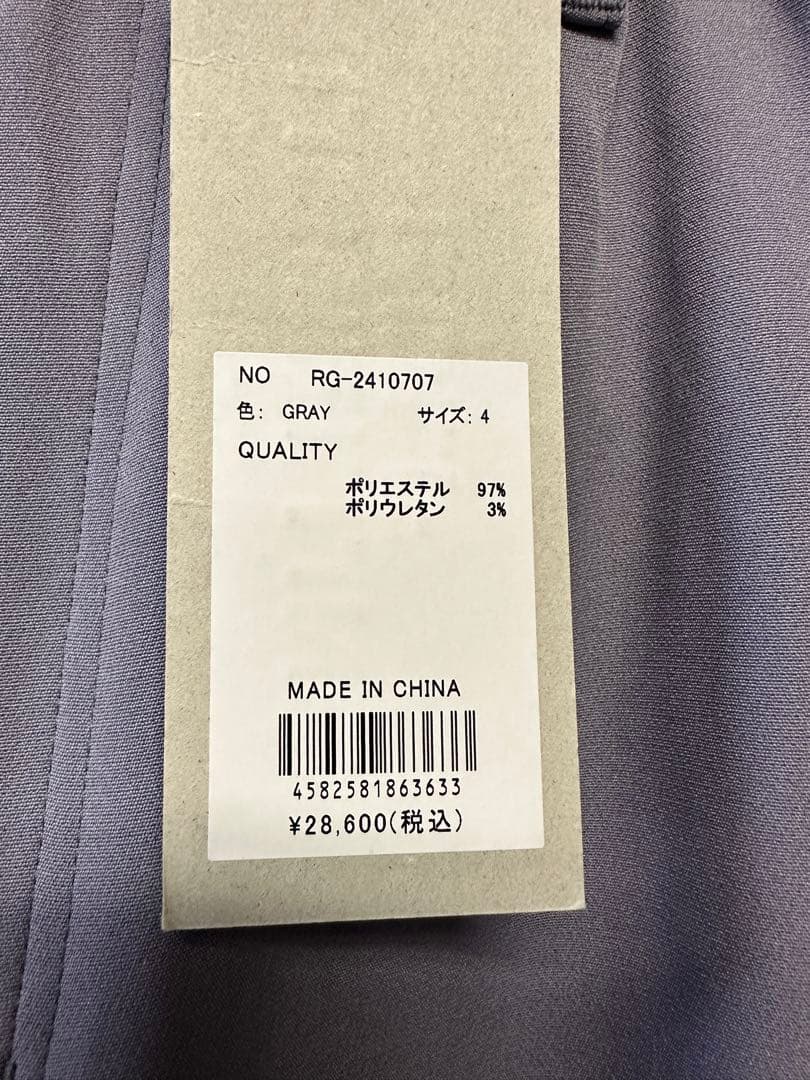 NO RG-2410707
色: GRAY サイズ: 4
QUALITY
ポリエステル 97%
ポリウレタン 3%
MADE IN CHINA
4582581863633
¥28,600(税込)